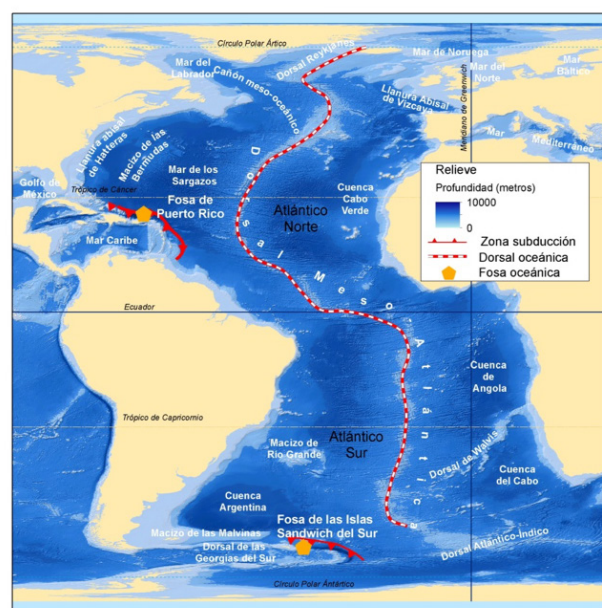 Círculo Polar Ártico
Dorsal Reykjanes
Mar de Noruega
Mar del
Labrador
Cañón meso-oceánico
Mar del
Norte
Mar
Báltico
Meridiano de Greenwich
Llanura Abisal
de Vizcaya
Llanura abisal
de Hatteras
Macizo de las
Bermudas
Mar Mediterráneo
Golfo de
México
Trópico de Cáncer
Mar de los
Sargazos
Fosa de
Puerto Rico
Mar Caribe
Dorsal Meso Atlántica
Atlántico
Norte
Cuenca
Cabo
Verde
Relieve
Profundidad (metros)
10000
0
Zona subducción
Dorsal oceánica
Fosa oceánica
Ecuador
Cuenca
de
Angola
Trópico de Capricornio
Atlántico
Sur
Macizo de
Rio Grande
Dorsal de Walvis
Cuenca
del Cabo
Cuenca
Argentina
Fosa de las Islas
Sandwich del Sur
Macizo de las Malvinas
Dorsal de las
Georgias del Sur
Dorsal Atlántico-Índico
Círculo Polar Antártico